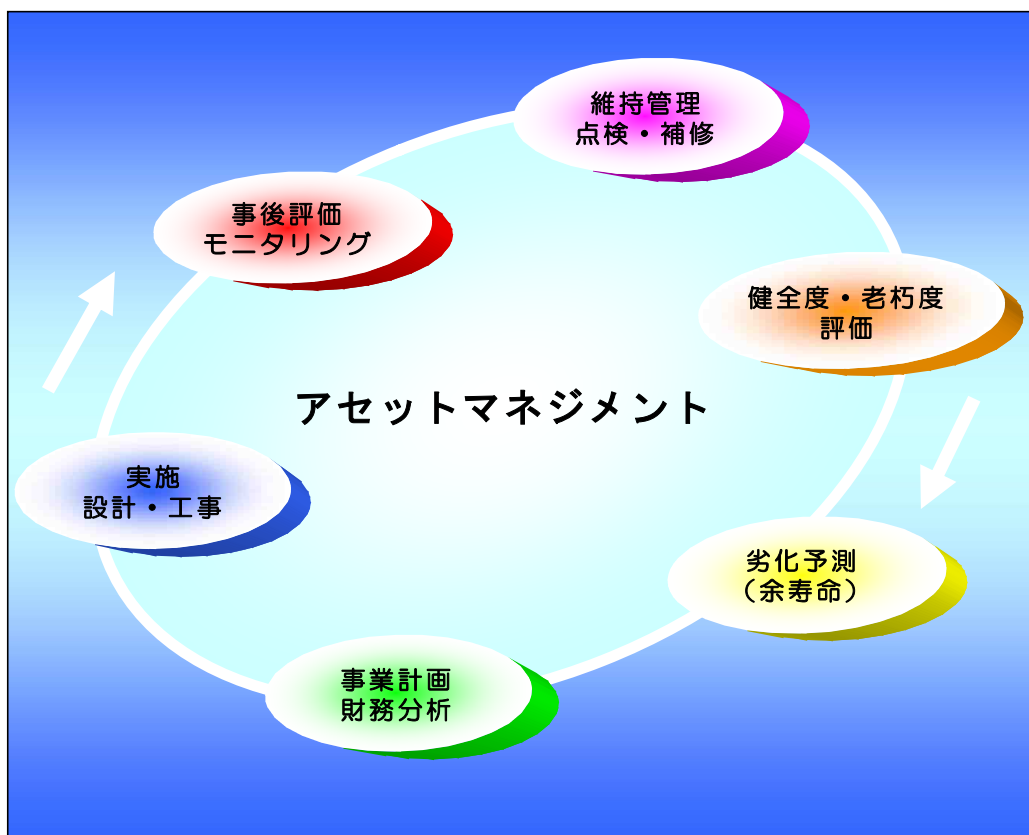 維持管理
点検・補修
事後評価
モニタリング
健全度・老朽度
評価
アセットマネジメント
実施
設計・工事
劣化予測
（余寿命）
事業計画
財務分析